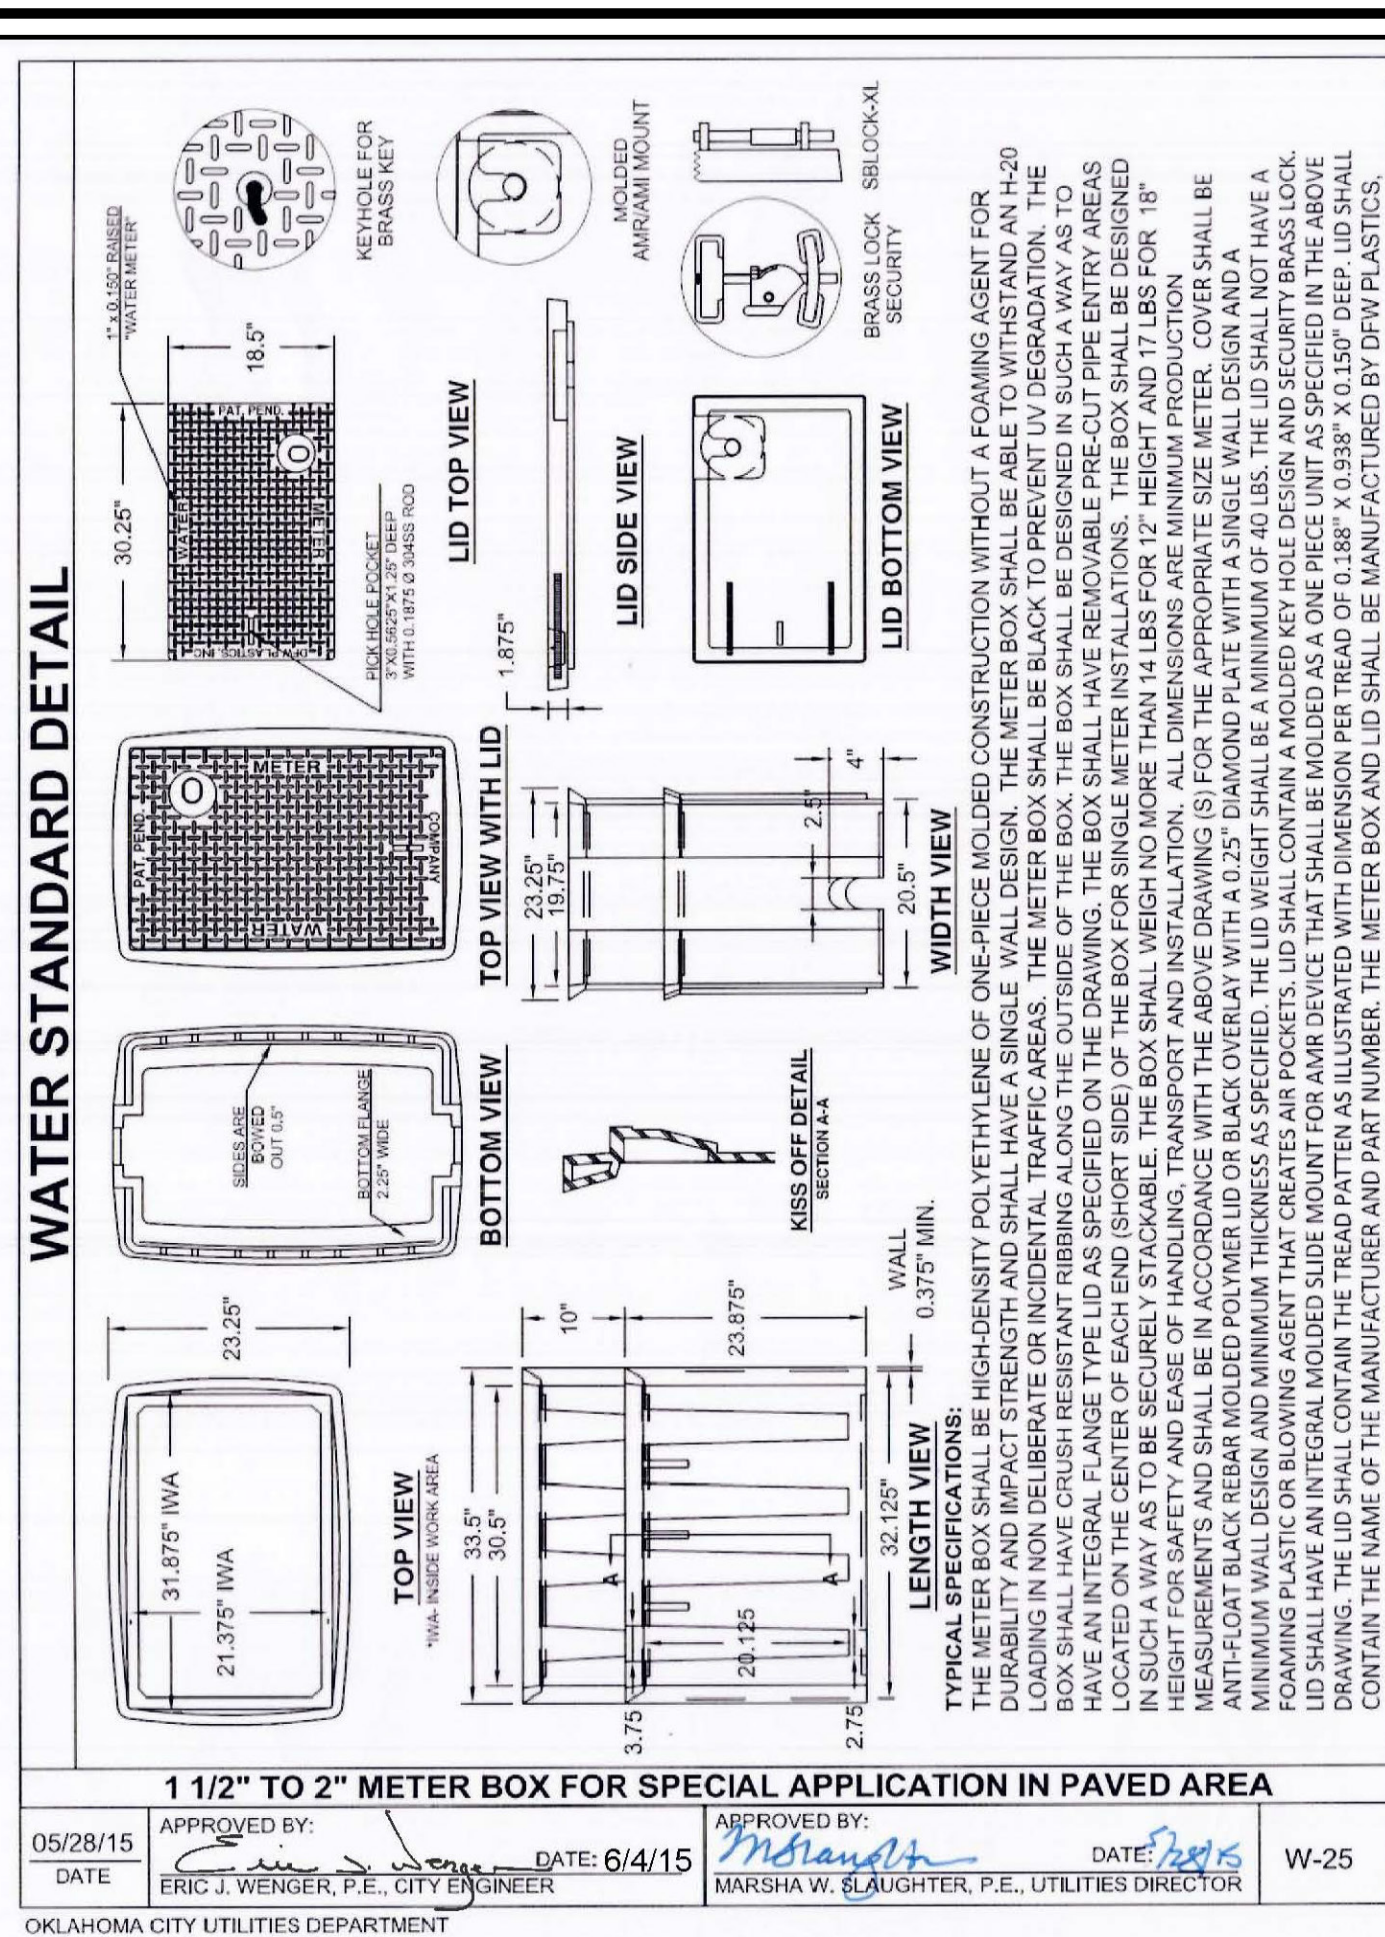 WATER STANDARD DETAIL
23.25"
31.875" IWA
21.375" IWA
TOP VIEW
*IWA- INSIDE WORK AREA
SIDES ARE
BOWED
OUT 0.5"
BOTTOM FLANGE
2.25" WIDE
BOTTOM VIEW
PAT. PEND.
METER
WATER
COMPANY
TOP VIEW WITH LID
30.25"
18.5"
1" x 0.150" RAISED
"WATER METER"
WATER
METER
PAT. PEND.
DFW PLASTICS INC
PICK HOLE POCKET
3"X0.5625"X1.25" DEEP
WITH 0.1875 Ø 304SS ROD
LID TOP VIEW
KEYHOLE FOR
BRASS KEY
MOLDED
AMR/AMI MOUNT
33.5"
30.5"
10"
23.875"
WALL
0.375" MIN.
3.75
20.125
2.75
A
A
32.125"
LENGTH VIEW
KISS OFF DETAIL
SECTION A-A
23.25"
19.75"
2.5"
4"
20.5"
WIDTH VIEW
1.875"
LID SIDE VIEW
LID BOTTOM VIEW
BRASS LOCK
SECURITY
SBLOCK-XL
TYPICAL SPECIFICATIONS:
THE METER BOX SHALL BE HIGH-DENSITY POLYETHYLENE OF ONE-PIECE MOLDED CONSTRUCTION WITHOUT A FOAMING AGENT FOR
DURABILITY AND IMPACT STRENGTH AND SHALL HAVE A SINGLE WALL DESIGN. THE METER BOX SHALL BE ABLE TO WITHSTAND AN H-20
LOADING IN NON DELIBERATE OR INCIDENTAL TRAFFIC AREAS. THE METER BOX SHALL BE BLACK TO PREVENT UV DEGRADATION. THE
BOX SHALL HAVE CRUSH RESISTANT RIBBING ALONG THE OUTSIDE OF THE BOX. THE BOX SHALL BE DESIGNED IN SUCH A WAY AS TO
HAVE AN INTEGRAL FLANGE TYPE LID AS SPECIFIED ON THE DRAWING. THE BOX SHALL HAVE REMOVABLE PRE-CUT PIPE ENTRY AREAS
LOCATED ON THE CENTER OF EACH END (SHORT SIDE) OF THE BOX FOR SINGLE METER INSTALLATIONS. THE BOX SHALL BE DESIGNED
IN SUCH A WAY AS TO BE SECURELY STACKABLE. THE BOX SHALL WEIGH NO MORE THAN 14 LBS FOR 12" HEIGHT AND 17 LBS FOR 18"
HEIGHT FOR SAFETY AND EASE OF HANDLING, TRANSPORT AND INSTALLATION. ALL DIMENSIONS ARE MINIMUM PRODUCTION
MEASUREMENTS AND SHALL BE IN ACCORDANCE WITH THE ABOVE DRAWING (S) FOR THE APPROPRIATE SIZE METER. COVER SHALL BE
ANTI-FLOAT BLACK REBAR MOLDED POLYMER LID OR BLACK OVERLAY WITH A 0.25" DIAMOND PLATE WITH A SINGLE WALL DESIGN AND A
MINIMUM WALL DESIGN AND MINIMUM THICKNESS AS SPECIFIED. THE LID WEIGHT SHALL BE A MINIMUM OF 40 LBS. THE LID SHALL NOT HAVE A
FOAMING PLASTIC OR BLOWING AGENT THAT CREATES AIR POCKETS. LID SHALL CONTAIN A MOLDED KEY HOLE DESIGN AND SECURITY BRASS LOCK.
LID SHALL HAVE AN INTEGRAL MOLDED SLIDE MOUNT FOR AMR DEVICE THAT SHALL BE MOLDED AS A ONE PIECE UNIT AS SPECIFIED IN THE ABOVE
DRAWING. THE LID SHALL CONTAIN THE TREAD PATTEN AS ILLUSTRATED WITH DIMENSION PER TREAD OF 0.188" X 0.938" X 0.150" DEEP. LID SHALL
CONTAIN THE NAME OF THE MANUFACTURER AND PART NUMBER. THE METER BOX AND LID SHALL BE MANUFACTURED BY DFW PLASTICS,
1 1/2" TO 2" METER BOX FOR SPECIAL APPLICATION IN PAVED AREA
05/28/15
DATE
APPROVED BY:
Eric J. Wenger
DATE: 6/4/15
ERIC J. WENGER, P.E., CITY ENGINEER
APPROVED BY:
DATE: 5/28/15
MARSHA W. SLAUGHTER, P.E., UTILITIES DIRECTOR
W-25
OKLAHOMA CITY UTILITIES DEPARTMENT